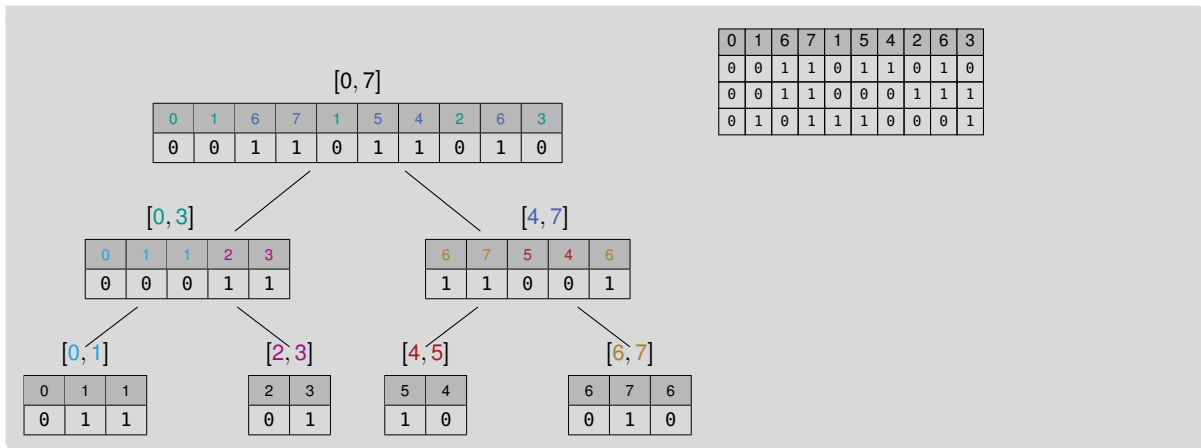 [0, 7]
0 1 6 7 1 5 4 2 6 3
0 0 1 1 0 1 1 0 1 0
[0, 3]
0 1 1 2 3
0 0 0 1 1
[4, 7]
6 7 5 4 6
1 1 0 0 1
[0, 1]
0 1 1
0 1 1
[2, 3]
2 3
0 1
[4, 5]
5 4
1 0
[6, 7]
6 7 6
0 1 0
0 1 6 7 1 5 4 2 6 3
0 0 1 1 0 1 1 0 1 0
0 0 1 1 0 0 0 1 1 1
0 1 0 1 1 1 0 0 0 1